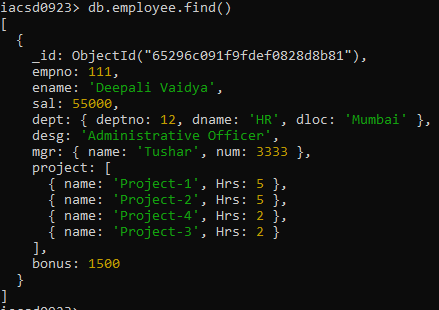 iacsd0923> db.employee.find()
[
  {
    _id: ObjectId("65296c091f9fdef0828d8b81"),
    empno: 111,
    ename: 'Deepali Vaidya',
    sal: 55000,
    dept: { deptno: 12, dname: 'HR', dloc: 'Mumbai' },
    desg: 'Administrative Officer',
    mgr: { name: 'Tushar', num: 3333 },
    project: [
      { name: 'Project-1', Hrs: 5 },
      { name: 'Project-2', Hrs: 5 },
      { name: 'Project-4', Hrs: 2 },
      { name: 'Project-3', Hrs: 2 }
    ],
    bonus: 1500
  }
]